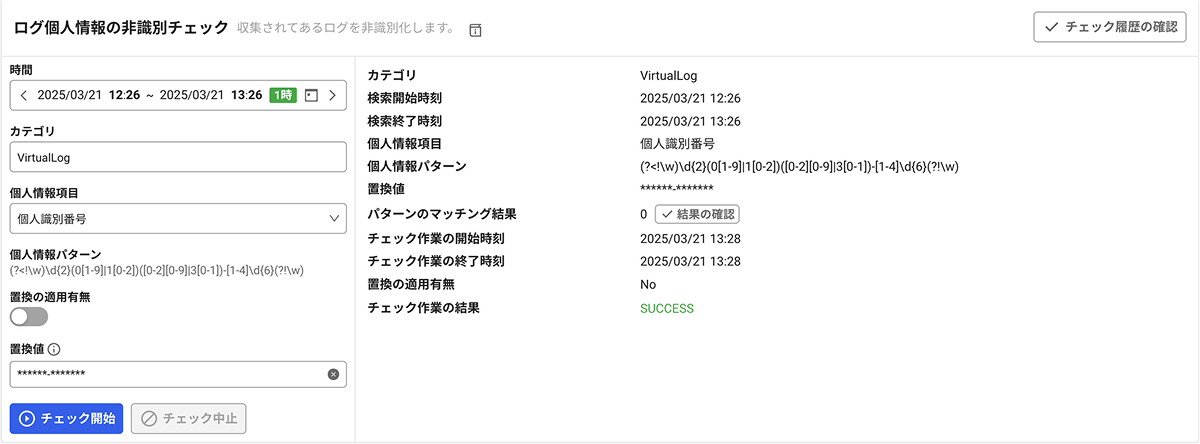 ログ個人情報の非識別チェック 収集されてあるログを非識別化します。
チェック履歴の確認
時間
2025/03/21 12:26 ~ 2025/03/21 13:26 1時
カテゴリ
VirtualLog
個人情報項目
個人識別番号
個人情報パターン
(?<!\w)\d{2}(0[1-9]|1[0-2])([0-2][0-9]|3[0-1])-[1-4]\d{6}(?!\w)
置換の適用有無
置換値
******-*******
チェック開始 チェック中止
カテゴリ VirtualLog
検索開始時刻 2025/03/21 12:26
検索終了時刻 2025/03/21 13:26
個人情報項目 個人識別番号
個人情報パターン (?<!\w)\d{2}(0[1-9]|1[0-2])([0-2][0-9]|3[0-1])-[1-4]\d{6}(?!\w)
置換値 ******-*******
パターンのマッチング結果 0 結果の確認
チェック作業の開始時刻 2025/03/21 13:28
チェック作業の終了時刻 2025/03/21 13:28
置換の適用有無 No
チェック作業の結果 SUCCESS